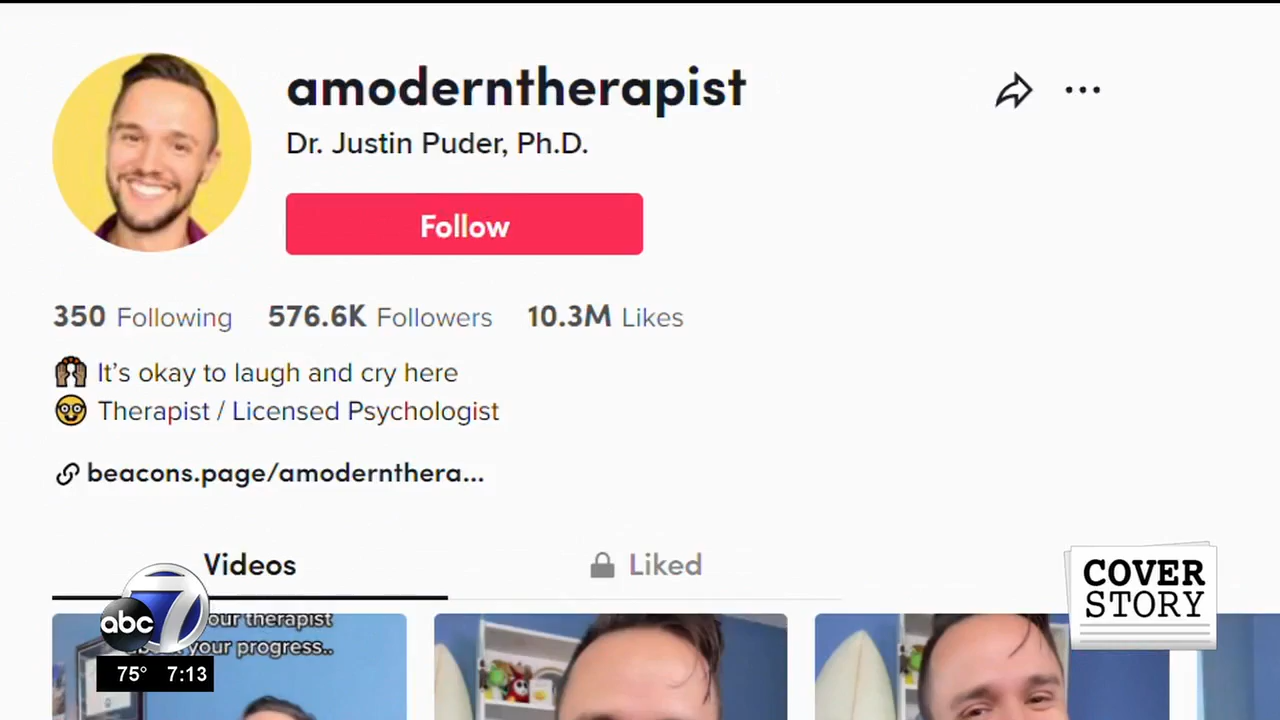 amoderntherapist
Dr. Justin Puder, Ph.D.
Follow
350 Following 576.6K Followers 10.3M Likes
It's okay to laugh and cry here
Therapist / Licensed Psychologist
beacons.page/amodernthera...
Videos Liked
our therapist
your progress..
abc 7
75° 7:13
COVER
STORY